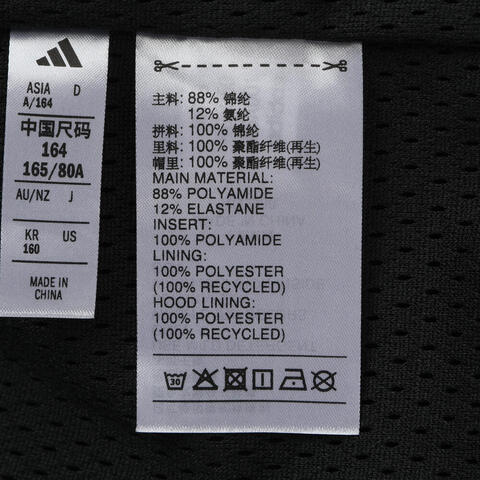 ASIA D
A/164
中国尺码
164
165/80A
AU/NZ J
KR US
160
MADE IN
CHINA
主料: 88% 锦纶
12% 氨纶
拼料: 100% 锦纶
里料: 100% 聚酯纤维(再生)
帽里: 100% 聚酯纤维(再生)
MAIN MATERIAL:
88% POLYAMIDE
12% ELASTANE
INSERT:
100% POLYAMIDE
LINING:
100% POLYESTER
(100% RECYCLED)
HOOD LINING:
100% POLYESTER
(100% RECYCLED)
30